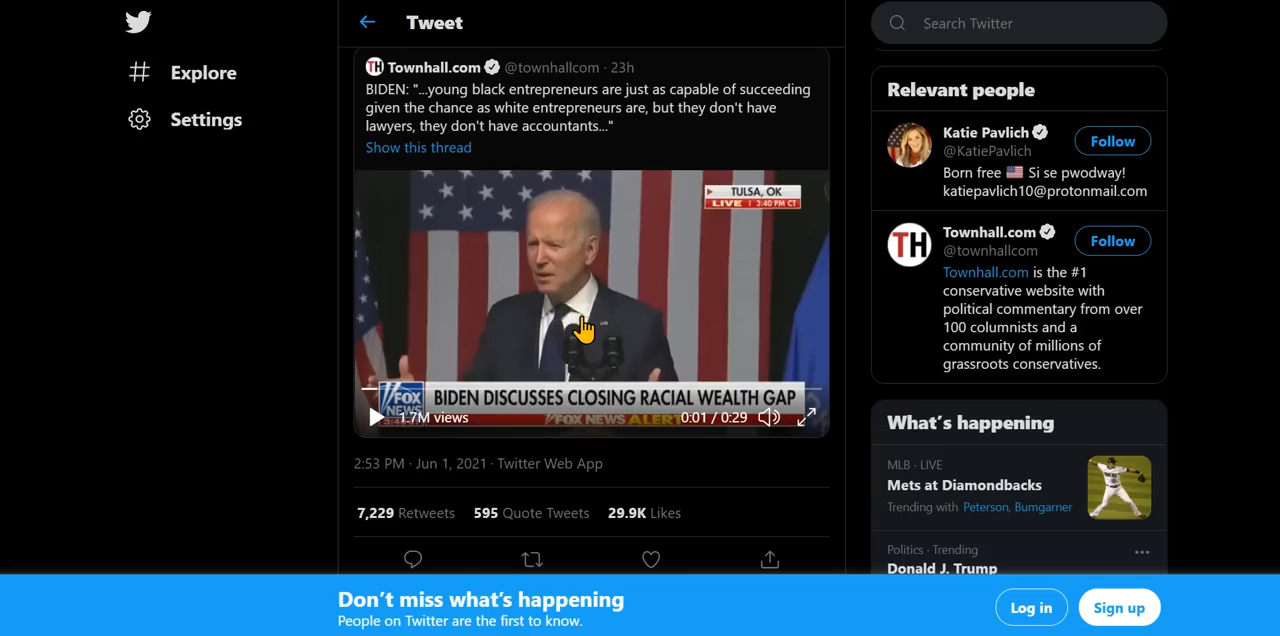 Explore
Settings
Tweet
TH Townhall.com @townhallcom · 23h
BIDEN: "...young black entrepreneurs are just as capable of succeeding
given the chance as white entrepreneurs are, but they don't have
lawyers, they don't have accountants..."
Show this thread
TULSA, OK
LIVE | 3:40 PM CT
FOX
NEWS
BIDEN DISCUSSES CLOSING RACIAL WEALTH GAP
FOX NEWS ALERT
1.7M views
0:01 / 0:29
2:53 PM · Jun 1, 2021 · Twitter Web App
7,229 Retweets 595 Quote Tweets 29.9K Likes
Search Twitter
Relevant people
Katie Pavlich
@KatiePavlich
Follow
Born free 🇺🇸 Si se pwodway!
katiepavlich10@protonmail.com
TH
Townhall.com
@townhallcom
Follow
Townhall.com is the #1
conservative website with
political commentary from over
100 columnists and a
community of millions of
grassroots conservatives.
What's happening
MLB · LIVE
Mets at Diamondbacks
Trending with Peterson, Bumgarner
Politics · Trending
Donald J. Trump
Don't miss what's happening
People on Twitter are the first to know.
Log in
Sign up